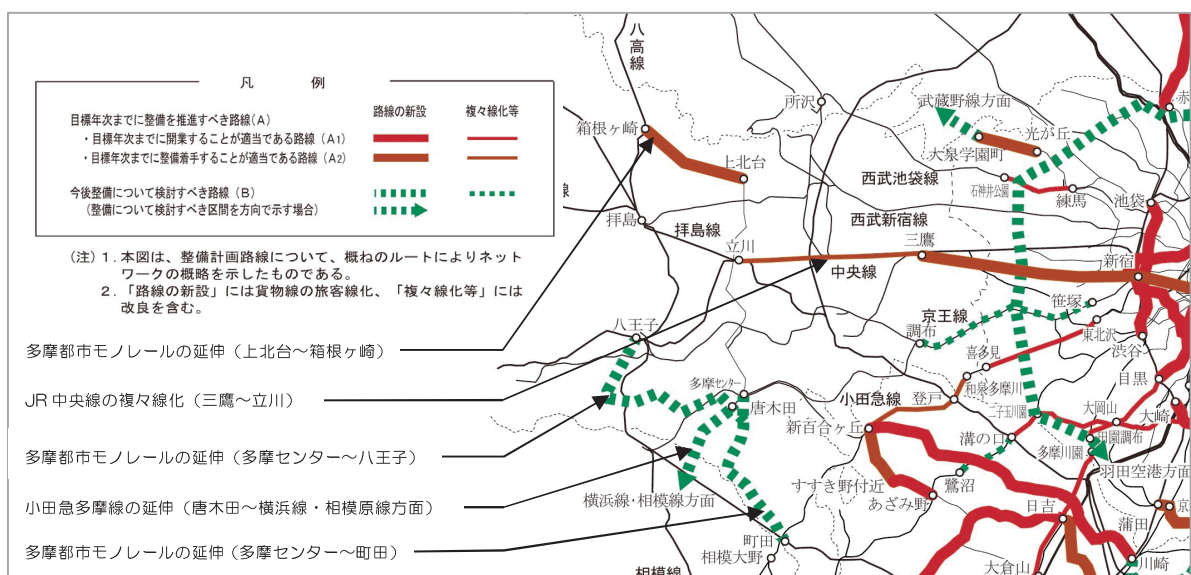 凡 例
路線の新設 複々線化等
目標年次までに整備を推進すべき路線(A)
・目標年次までに開業することが適当である路線(A1)
・目標年次までに整備着手することが適当である路線(A2)
今後整備について検討すべき路線(B)
(整備について検討すべき区間を方向で示す場合)
(注)1.本図は、整備計画路線について、概ねのルートによりネット
ワークの概略を示したものである。
2.「路線の新設」には貨物線の旅客線化、「複々線化等」には
改良を含む。
多摩都市モノレールの延伸(上北台~箱根ヶ崎)
JR中央線の複々線化(三鷹~立川)
多摩都市モノレールの延伸(多摩センター~八王子)
小田急多摩線の延伸(唐木田~横浜線・相模原線方面)
多摩都市モノレールの延伸(多摩センター~町田)
八高線
所沢
武蔵野線方面
赤
箱根ヶ崎
光が丘
大泉学園町
上北台
西武池袋線
石神井公園
練馬
池袋
線
拝島
拝島線
西武新宿線
立川
三鷹
中央線
新宿
笹塚
京王線
八王子
調布
東北沢
渋谷
喜多見
目黒
多摩センター
和泉多摩川
唐木田
小田急線
登戸
二子玉川園
大岡山
大崎
新百合ヶ丘
溝の口
田園調布
多摩川園
羽田空港方面
鷺沼
すすき野付近
あざみ野
横浜線・相模線方面
日吉
蒲田
京
町田
相模大野
川崎
大倉山
相模線